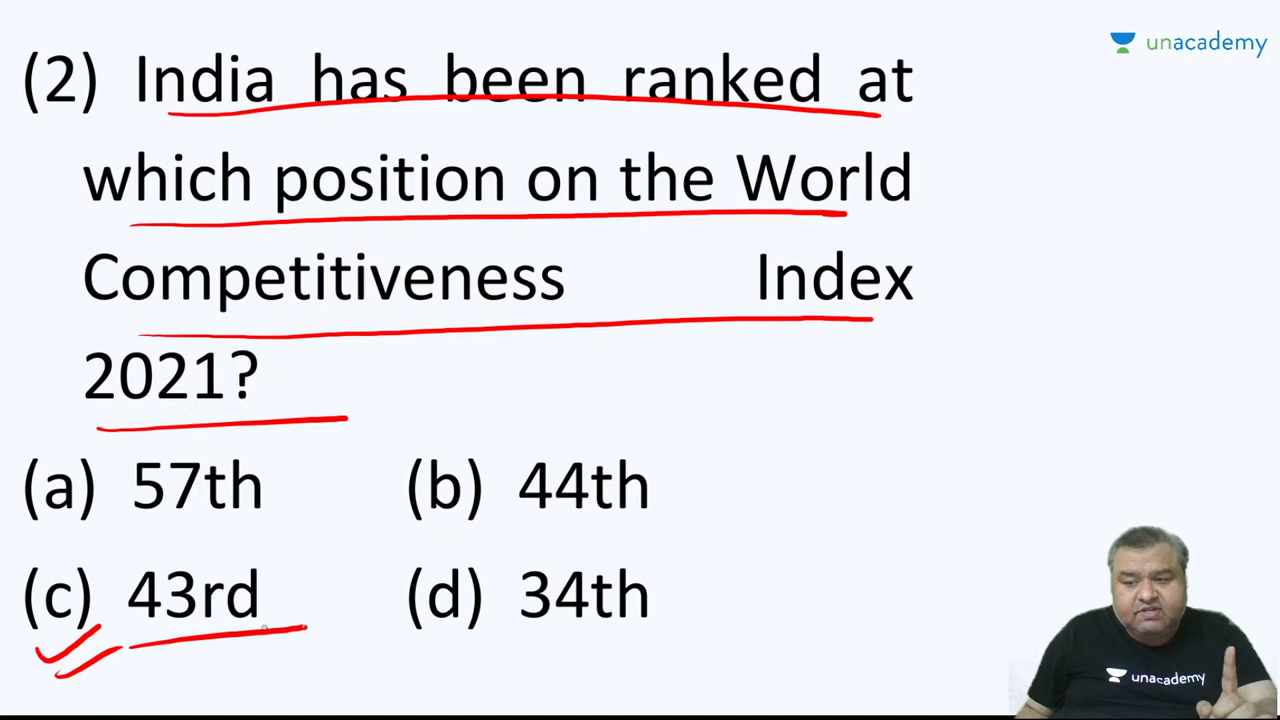 unacademy
(2) India has been ranked at
which position on the World
Competitiveness Index
2021?
(a) 57th (b) 44th
(c) 43rd (d) 34th
unacademy